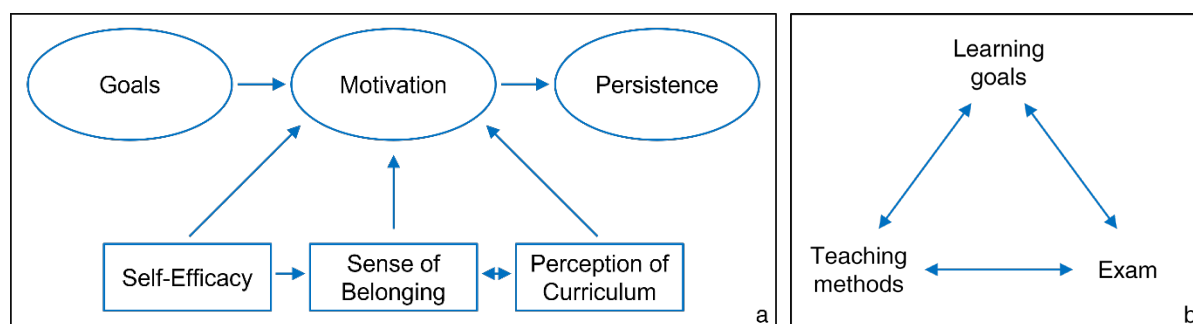 Goals
Motivation
Persistence
Self-Efficacy
Sense of
Belonging
Perception of
Curriculum
a
Learning
goals
Teaching
methods
Exam
b